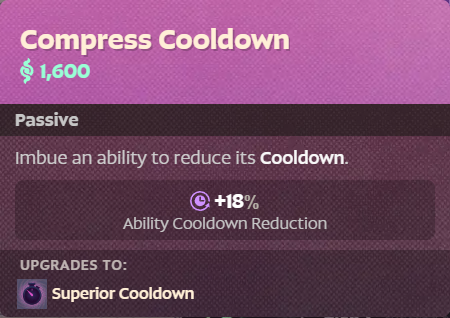 Compress Cooldown
1,600
Passive
Imbue an ability to reduce its Cooldown.
+18%
Ability Cooldown Reduction
UPGRADES TO:
Superior Cooldown